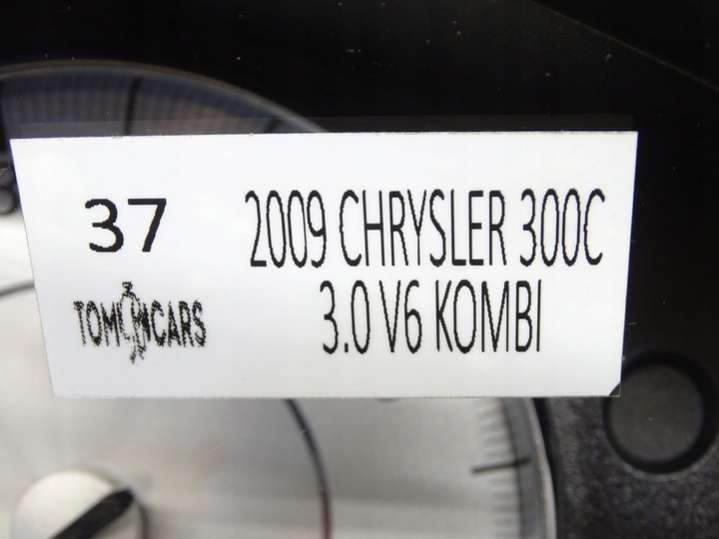 37
2009 CHRYSLER 300C
3.0 V6 KOMBI
TOM CARS